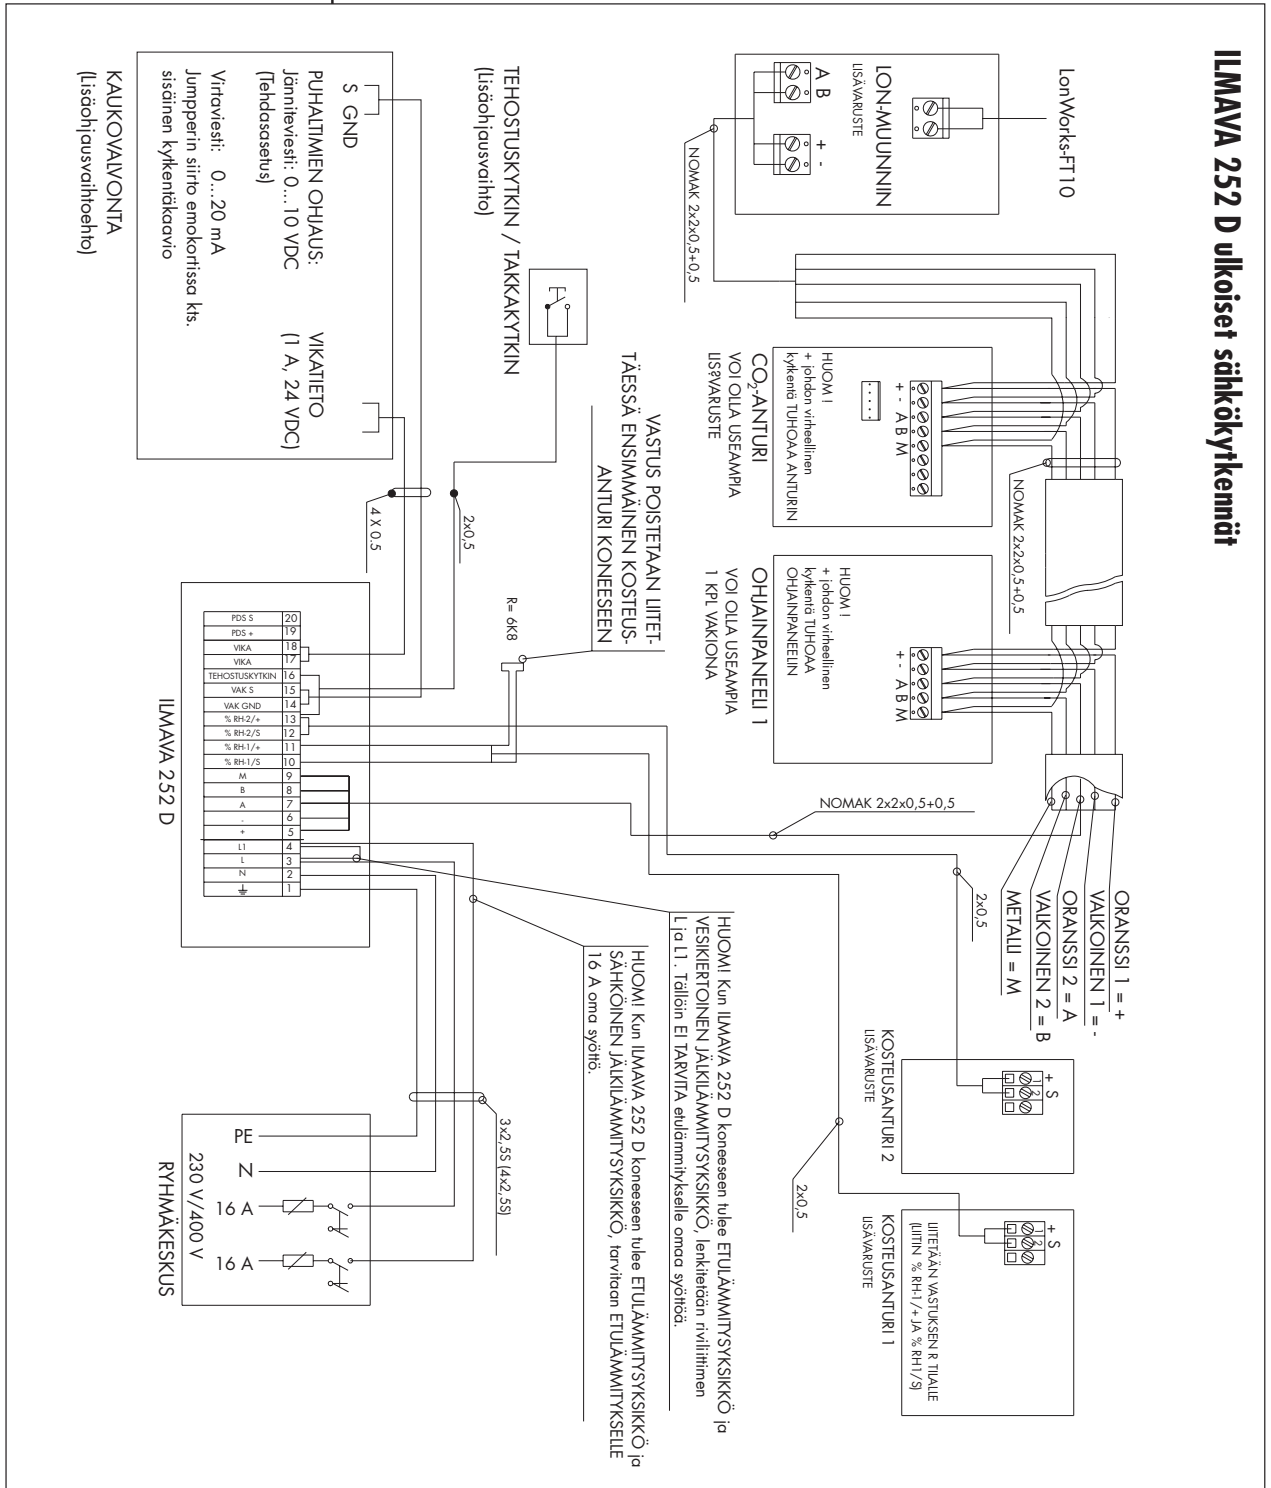 ILMAVA 252 D ulkoiset sähkökytkennät
LonWorks-FT10
LON-MUUNNIN
LISÄVARUSTE
A B
+ -
NOMAK 2x2x0,5+0,5
HUOM !
+ johdon virheellinen
kytkentä TUHOAA ANTURIN
+ - A B M
CO2-ANTURI
VOI OLLA USEAMPIA
LIS?VARUSTE
NOMAK 2x2x0,5+0,5
HUOM !
+ johdon virheellinen
kytkentä TUHOAA
OHJAINPANEELIN
+ - A B M
OHJAINPANEELI 1
VOI OLLA USEAMPIA
1 KPL VAKIONA
NOMAK 2x2x0,5+0,5
ORANSSI 1 = +
VALKOINEN 1 = -
ORANSSI 2 = A
VALKOINEN 2 = B
METALLI = M
2x0,5
+ S
1 2
KOSTEUSANTURI 2
LISÄVARUSTE
2x0,5
+ S
1 2
LIITETÄÄN VASTUKSEN R TILALLE
(LIITIN % RH-1/+ JA % RH1/S)
KOSTEUSANTURI 1
LISÄVARUSTE
TEHOSTUSKYTKIN / TAKKAKYTKIN
(Lisäohjausvaihto)
VASTUS POISTETAAN LIITET-
TÄESSÄ ENSIMMÄINEN KOSTEUS-
ANTURI KONEESEEN
R= 6K8
2x0,5
4 X 0.5
S GND
PUHALTIMIEN OHJAUS:
Jänniteviesti: 0...10 VDC
(Tehdasasetus)
Virtaviesti: 0...20 mA
Jumpperin siirto emokortissa kts.
sisäinen kytkentäkaavio
VIKATIETO
(1 A, 24 VDC)
KAUKOVALVONTA
(Lisäohjausvaihtoehto)
PDS S 20
PDS + 19
VIKA 18
VIKA 17
TEHOSTUSKYTKIN 16
VAK S 15
VAK GND 14
% RH-2/+ 13
% RH-2/S 12
% RH-1/+ 11
% RH-1/S 10
M 9
B 8
A 7
- 6
+ 5
L1 4
L 3
N 2
1
ILMAVA 252 D
HUOM! Kun ILMAVA 252 D koneeseen tulee ETULÄMMITYSYKSIKKÖ ja
VESIKIERTOINEN JÄLKILÄMMITYSYKSIKKÖ, lenkitetään riviliittimen
L ja L1. Tällöin EI TARVITA etulämmitykselle omaa syöttöä.
HUOM! Kun ILMAVA 252 D koneeseen tulee ETULÄMMITYSYKSIKKÖ ja
SÄHKÖINEN JÄLKILÄMMITYSYKSIKKÖ, tarvitaan ETULÄMMITYKSELLE
16 A oma syöttö.
3x2,5S (4x2,5S)
PE
N
16 A
16 A
230 V/400 V
RYHMÄKESKUS